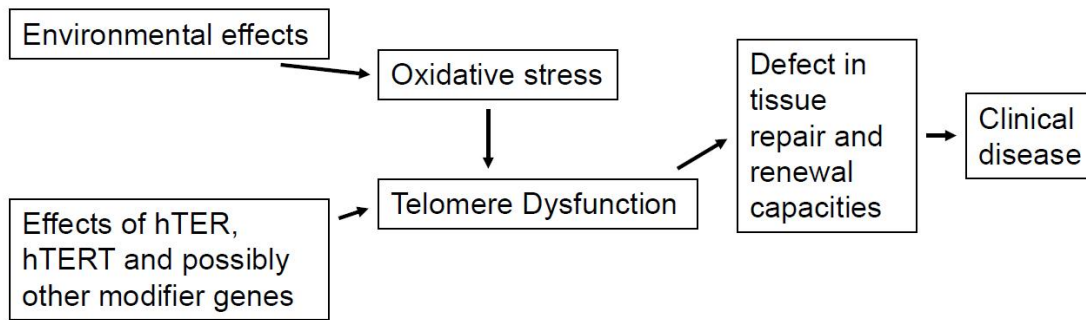 Environmental effects
Oxidative stress
Effects of hTER,
hTERT and possibly
other modifier genes
Telomere Dysfunction
Defect in
tissue
repair and
renewal
capacities
Clinical
disease